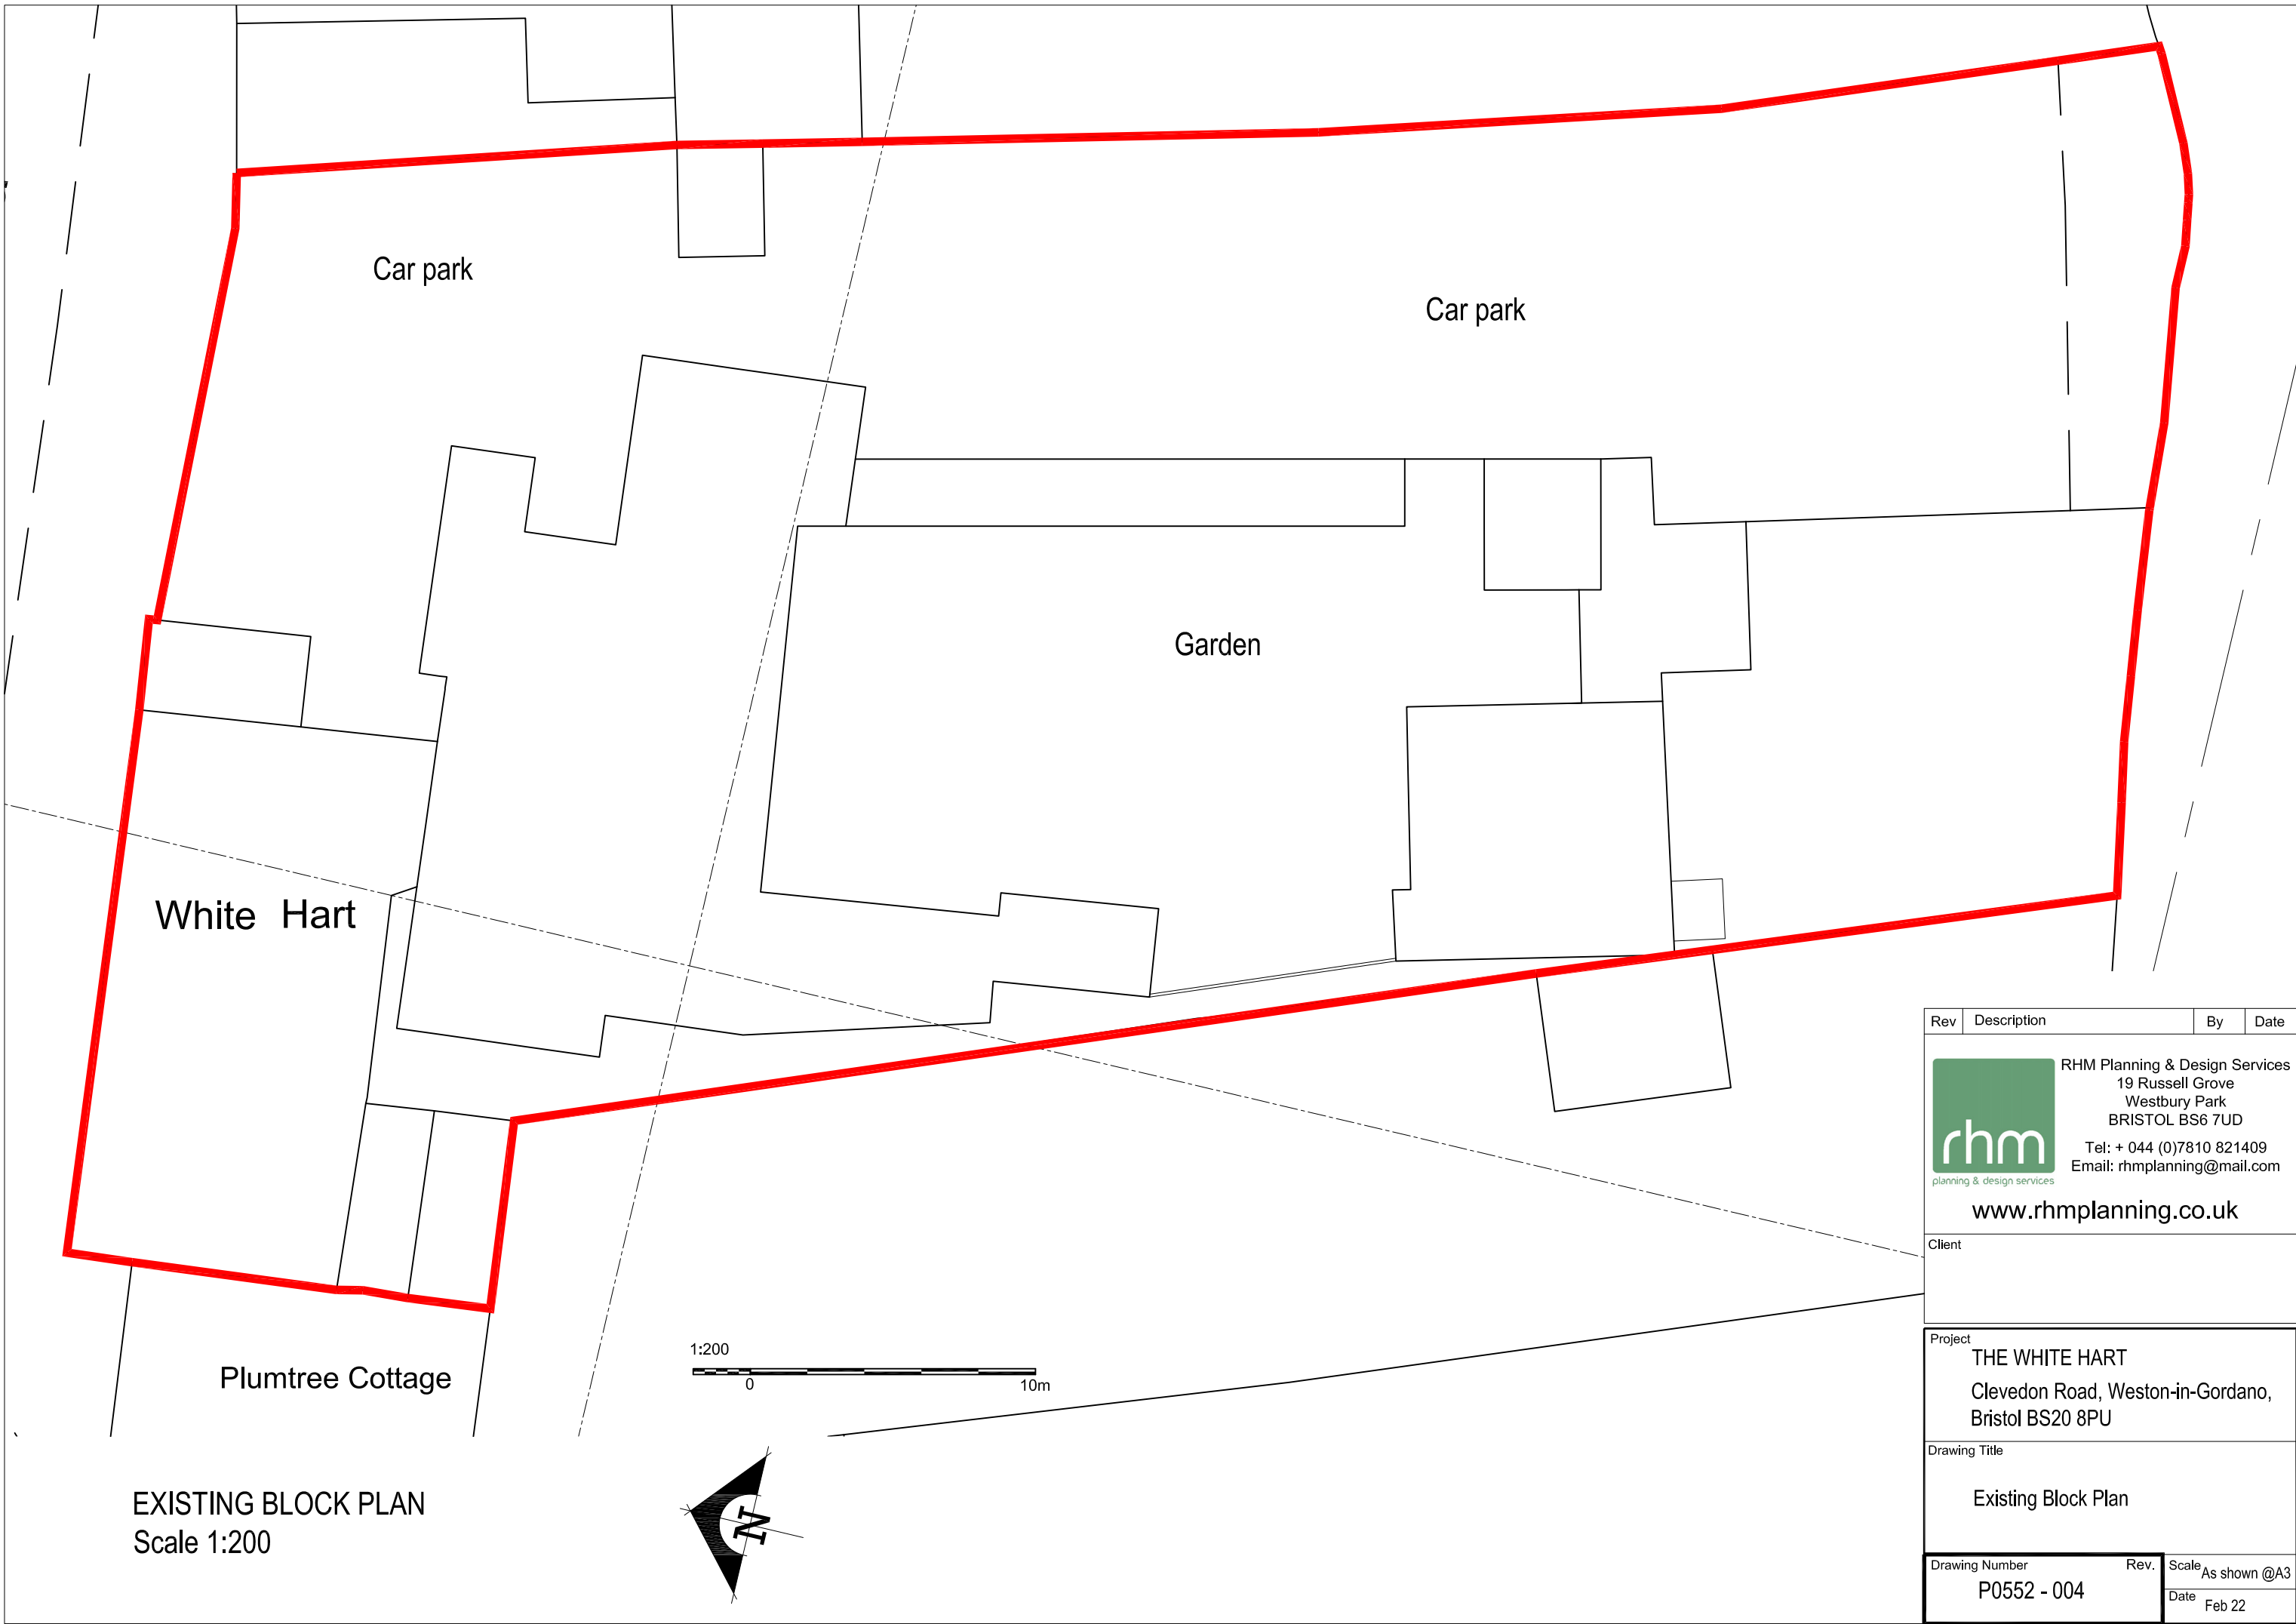 Car park
Car park
Garden
White Hart
Plumtree Cottage
1:200
0
10m
EXISTING BLOCK PLAN
Scale 1:200
N
Rev Description By Date
rhm
planning & design services
RHM Planning & Design Services
19 Russell Grove
Westbury Park
BRISTOL BS6 7UD
Tel: + 044 (0)7810 821409
Email: rhmplanning@mail.com
www.rhmplanning.co.uk
Client
Project
THE WHITE HART
Clevedon Road, Weston-in-Gordano,
Bristol BS20 8PU
Drawing Title
Existing Block Plan
Drawing Number Rev.
P0552 - 004
Scale As shown @A3
Date Feb 22